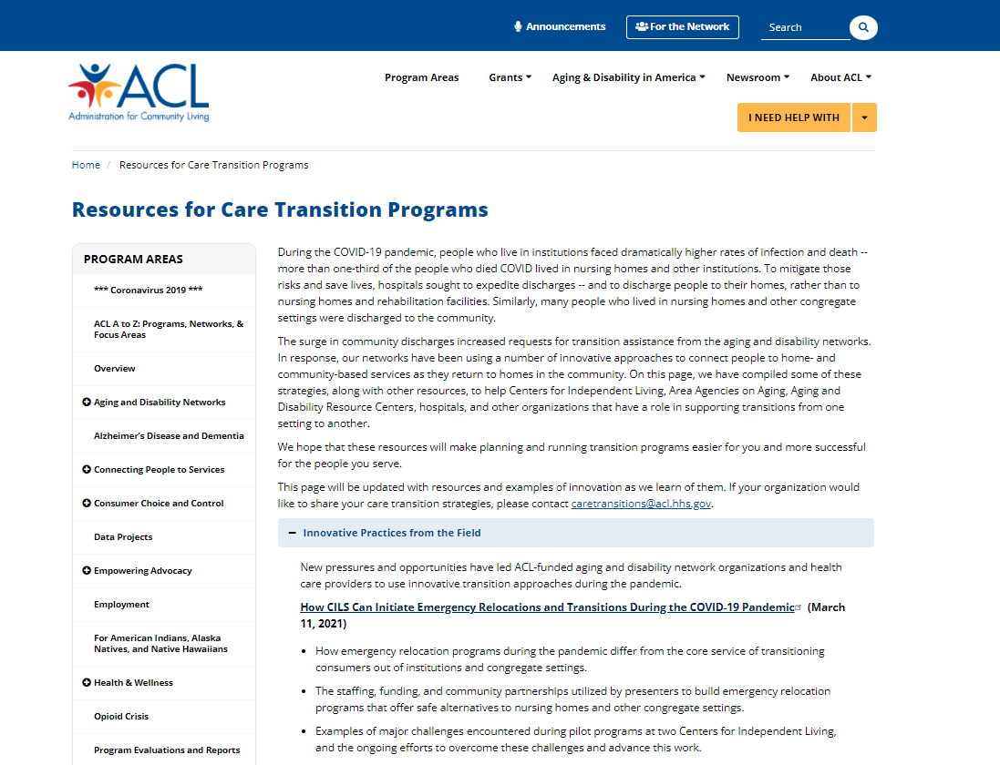 Announcements
For the Network
Search
ACL
Administration for Community Living
Program Areas
Grants
Aging & Disability in America
Newsroom
About ACL
I NEED HELP WITH
Home / Resources for Care Transition Programs
Resources for Care Transition Programs
PROGRAM AREAS
*** Coronavirus 2019 ***
ACL A to Z: Programs, Networks, &
Focus Areas
Overview
Aging and Disability Networks
Alzheimer's Disease and Dementia
Connecting People to Services
Consumer Choice and Control
Data Projects
Empowering Advocacy
Employment
For American Indians, Alaska
Natives, and Native Hawaiians
Health & Wellness
Opioid Crisis
Program Evaluations and Reports
During the COVID-19 pandemic, people who live in institutions faced dramatically higher rates of infection and death --
more than one-third of the people who died COVID lived in nursing homes and other institutions. To mitigate those
risks and save lives, hospitals sought to expedite discharges -- and to discharge people to their homes, rather than to
nursing homes and rehabilitation facilities. Similarly, many people who lived in nursing homes and other congregate
settings were discharged to the community.
The surge in community discharges increased requests for transition assistance from the aging and disability networks.
In response, our networks have been using a number of innovative approaches to connect people to home- and
community-based services as they return to homes in the community. On this page, we have compiled some of these
strategies, along with other resources, to help Centers for Independent Living, Area Agencies on Aging, Aging and
Disability Resource Centers, hospitals, and other organizations that have a role in supporting transitions from one
setting to another.
We hope that these resources will make planning and running transition programs easier for you and more successful
for the people you serve.
This page will be updated with resources and examples of innovation as we learn of them. If your organization would
like to share your care transition strategies, please contact caretransitions@acl.hhs.gov.
Innovative Practices from the Field
New pressures and opportunities have led ACL-funded aging and disability network organizations and health
care providers to use innovative transition approaches during the pandemic.
How CILS Can Initiate Emergency Relocations and Transitions During the COVID-19 Pandemic (March
11, 2021)
• How emergency relocation programs during the pandemic differ from the core service of transitioning
consumers out of institutions and congregate settings.
• The staffing, funding, and community partnerships utilized by presenters to build emergency relocation
programs that offer safe alternatives to nursing homes and other congregate settings.
• Examples of major challenges encountered during pilot programs at two Centers for Independent Living,
and the ongoing efforts to overcome these challenges and advance this work.